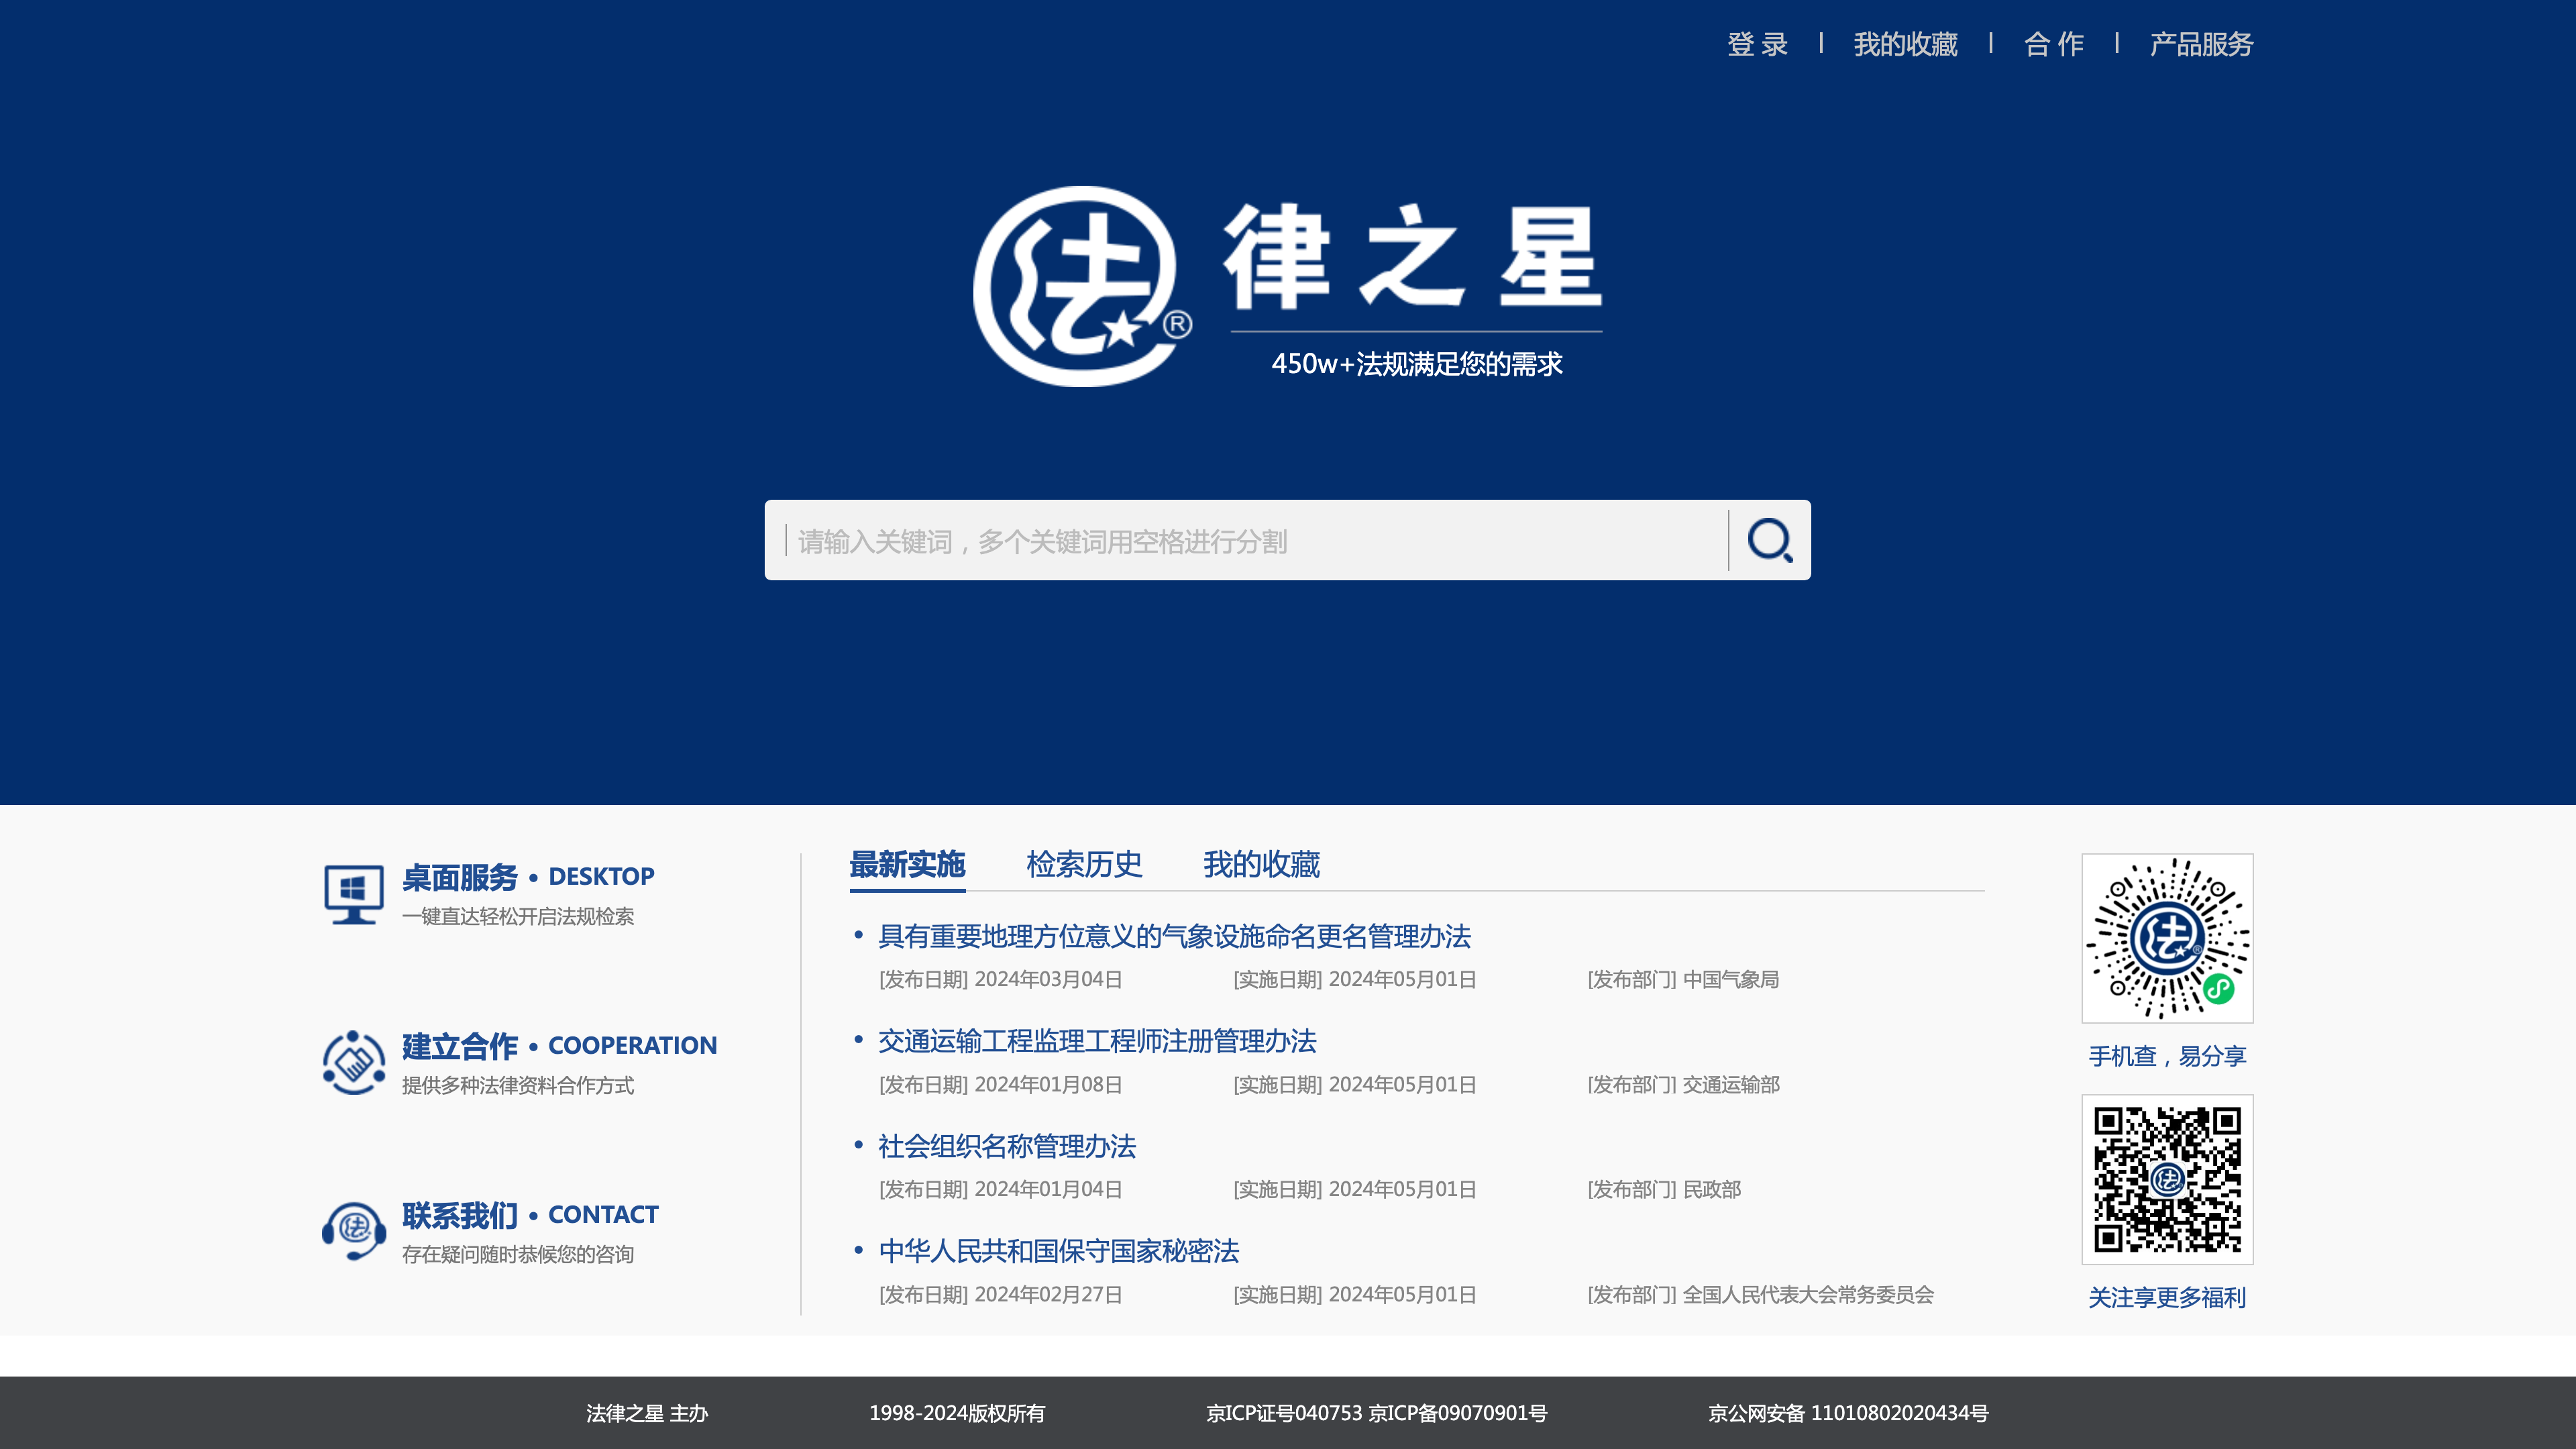 登 录 | 我的收藏 | 合 作 | 产品服务
法® 律之星
450w+法规满足您的需求
请输入关键词，多个关键词用空格进行分割
桌面服务 • DESKTOP
一键直达轻松开启法规检索
建立合作 • COOPERATION
提供多种法律资料合作方式
联系我们 • CONTACT
存在疑问随时恭候您的咨询
最新实施 检索历史 我的收藏
• 具有重要地理方位意义的气象设施命名更名管理办法
[发布日期] 2024年03月04日 [实施日期] 2024年05月01日 [发布部门] 中国气象局
• 交通运输工程监理工程师注册管理办法
[发布日期] 2024年01月08日 [实施日期] 2024年05月01日 [发布部门] 交通运输部
• 社会组织名称管理办法
[发布日期] 2024年01月04日 [实施日期] 2024年05月01日 [发布部门] 民政部
• 中华人民共和国保守国家秘密法
[发布日期] 2024年02月27日 [实施日期] 2024年05月01日 [发布部门] 全国人民代表大会常务委员会
法®
手机查，易分享
法
关注享更多福利
法律之星 主办 1998-2024版权所有 京ICP证号040753 京ICP备09070901号 京公网安备 11010802020434号